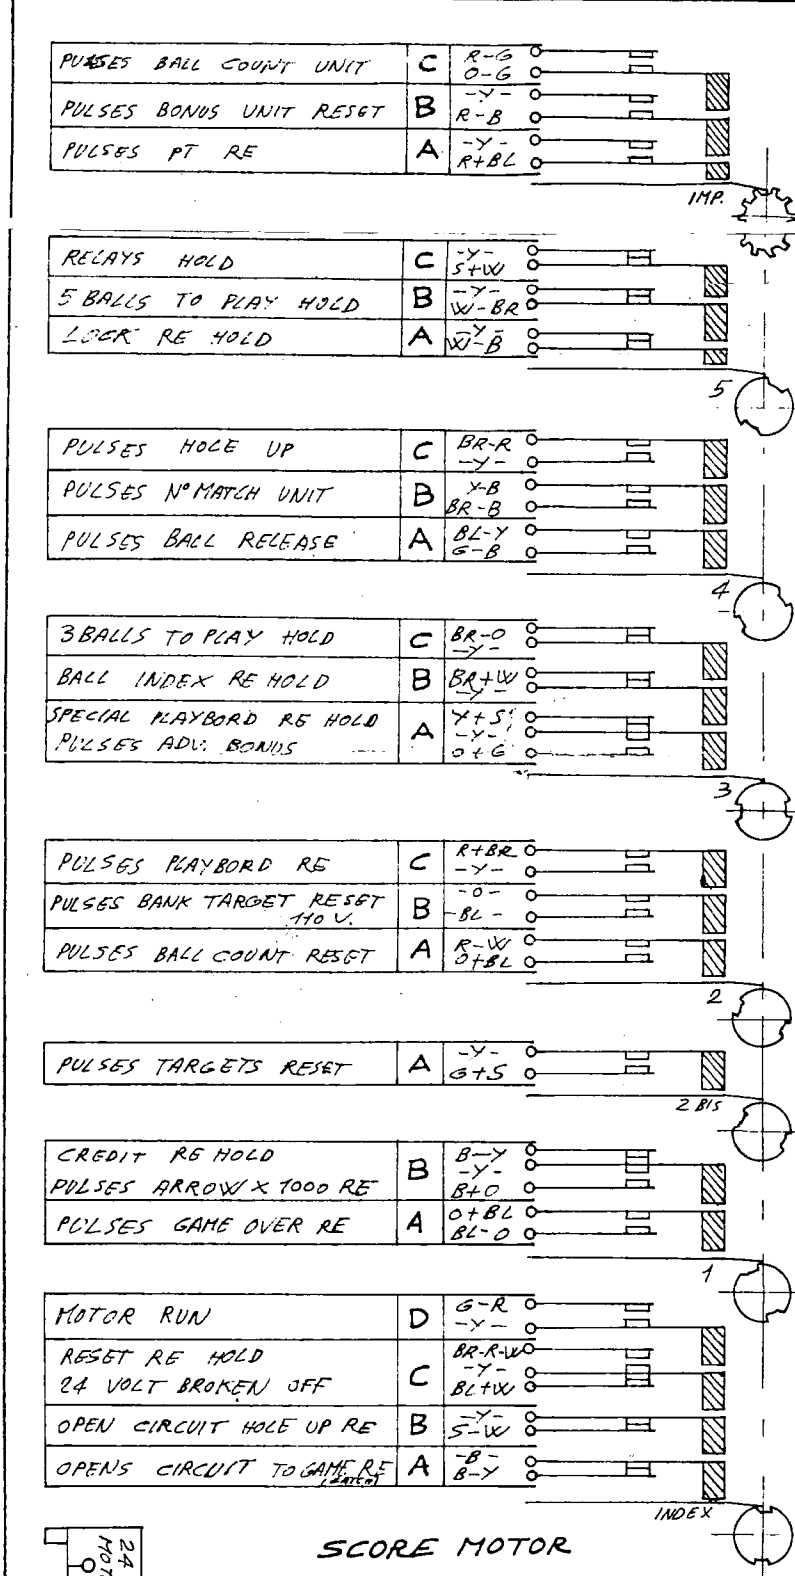 PULSES BALL COUNT UNIT C R-G
O-G
PULSES BONUS UNIT RESET B -Y-
R-B
PULSES PT RE A -Y-
R+BL
IMP.
RELAYS HOLD C -Y-
S+W
5 BALLS TO PLAY HOLD B -Y-
W-BR
LOCK RE HOLD A -Y-
W-B
5
PULSES HOLE UP C BR-R
-Y-
PULSES Nº MATCH UNIT B Y-B
BR-B
PULSES BALL RELEASE A BL-Y
G-B
4
3 BALLS TO PLAY HOLD C BR-O
-Y-
BALL INDEX RE HOLD B BR+W
-Y-
SPECIAL PLAYBORD RE HOLD A Y+S
-Y-
PULSES ADV. BONUS O+G
3
PULSES PLAYBORD RE C R+BR
-Y-
PULSES BANK TARGET RESET B -O-
110 V. -BL-
PULSES BALL COUNT RESET A R-W
O+BL
2
PULSES TARGETS RESET A -Y-
G+S
2 BIS
CREDIT RE HOLD B B-Y
-Y-
PULSES ARROW X 1000 RE B+O
PULSES GAME OVER RE A O+BL
BL-O
1
MOTOR RUN D G-R
-Y-
RESET RE HOLD C BR-R-W
-Y-
24 VOLT BROKEN OFF BL+W
OPEN CIRCUIT HOLE UP RE B -Y-
S-W
OPENS CIRCUIT TO GAME RE A -B-
(LATCH) B-Y
INDEX
SCORE MOTOR
24
MOT